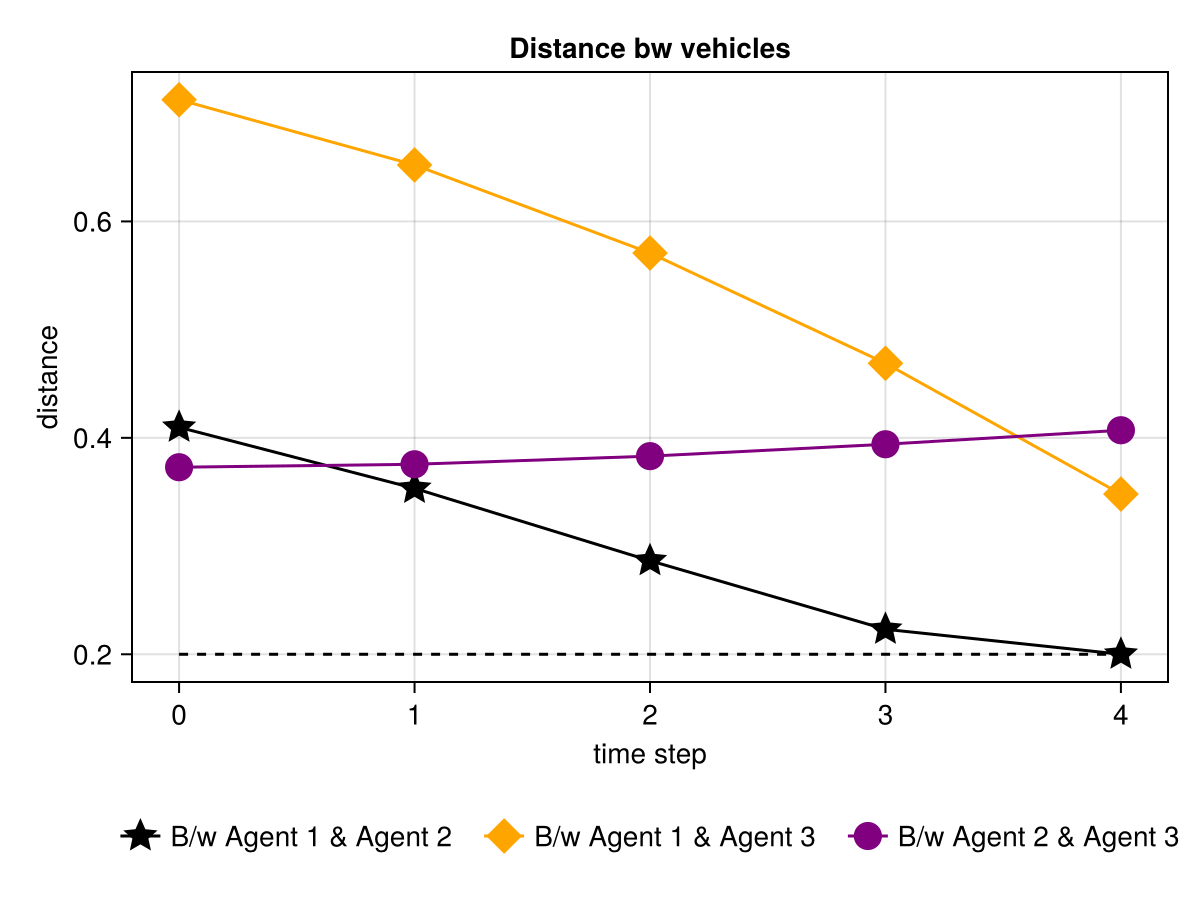 Distance bw vehicles
distance
0.6
0.4
0.2
0 1 2 3 4
time step
B/w Agent 1 & Agent 2 B/w Agent 1 & Agent 3 B/w Agent 2 & Agent 3